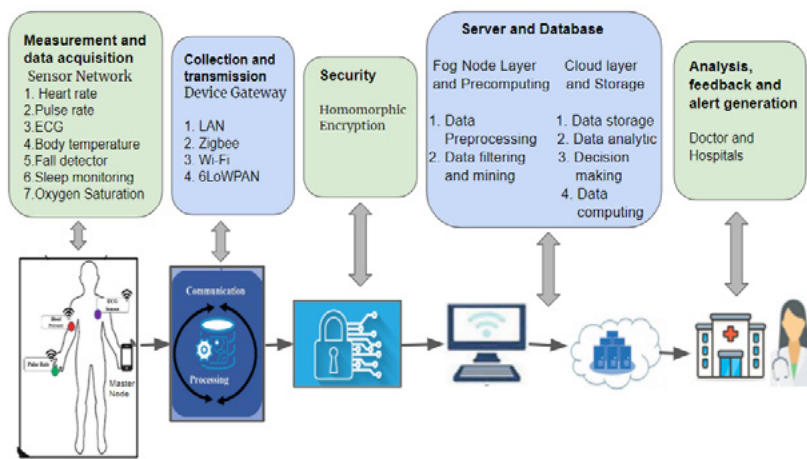 Measurement and
data acquisition
Sensor Network
1. Heart rate
2.Pulse rate
3.ECG
4.Body temperature
5.Fall detector
6.Sleep monitoring
7.Oxygen Saturation
Collection and
transmission
Device Gateway
1. LAN
2. Zigbee
3. Wi-Fi
4. 6LoWPAN
Security
Homomorphic
Encryption
Server and Database
Fog Node Layer
and Precomputing
1. Data
Preprocessing
2. Data filtering
and mining
Cloud layer
and Storage
1. Data storage
2. Data analytic
3. Decision
making
4. Data
computing
Analysis,
feedback and
alert generation
Doctor and
Hospitals
ECG
Sensor
Blood
Pressure
Pulse Rate
Master
Node
Communication
Processing